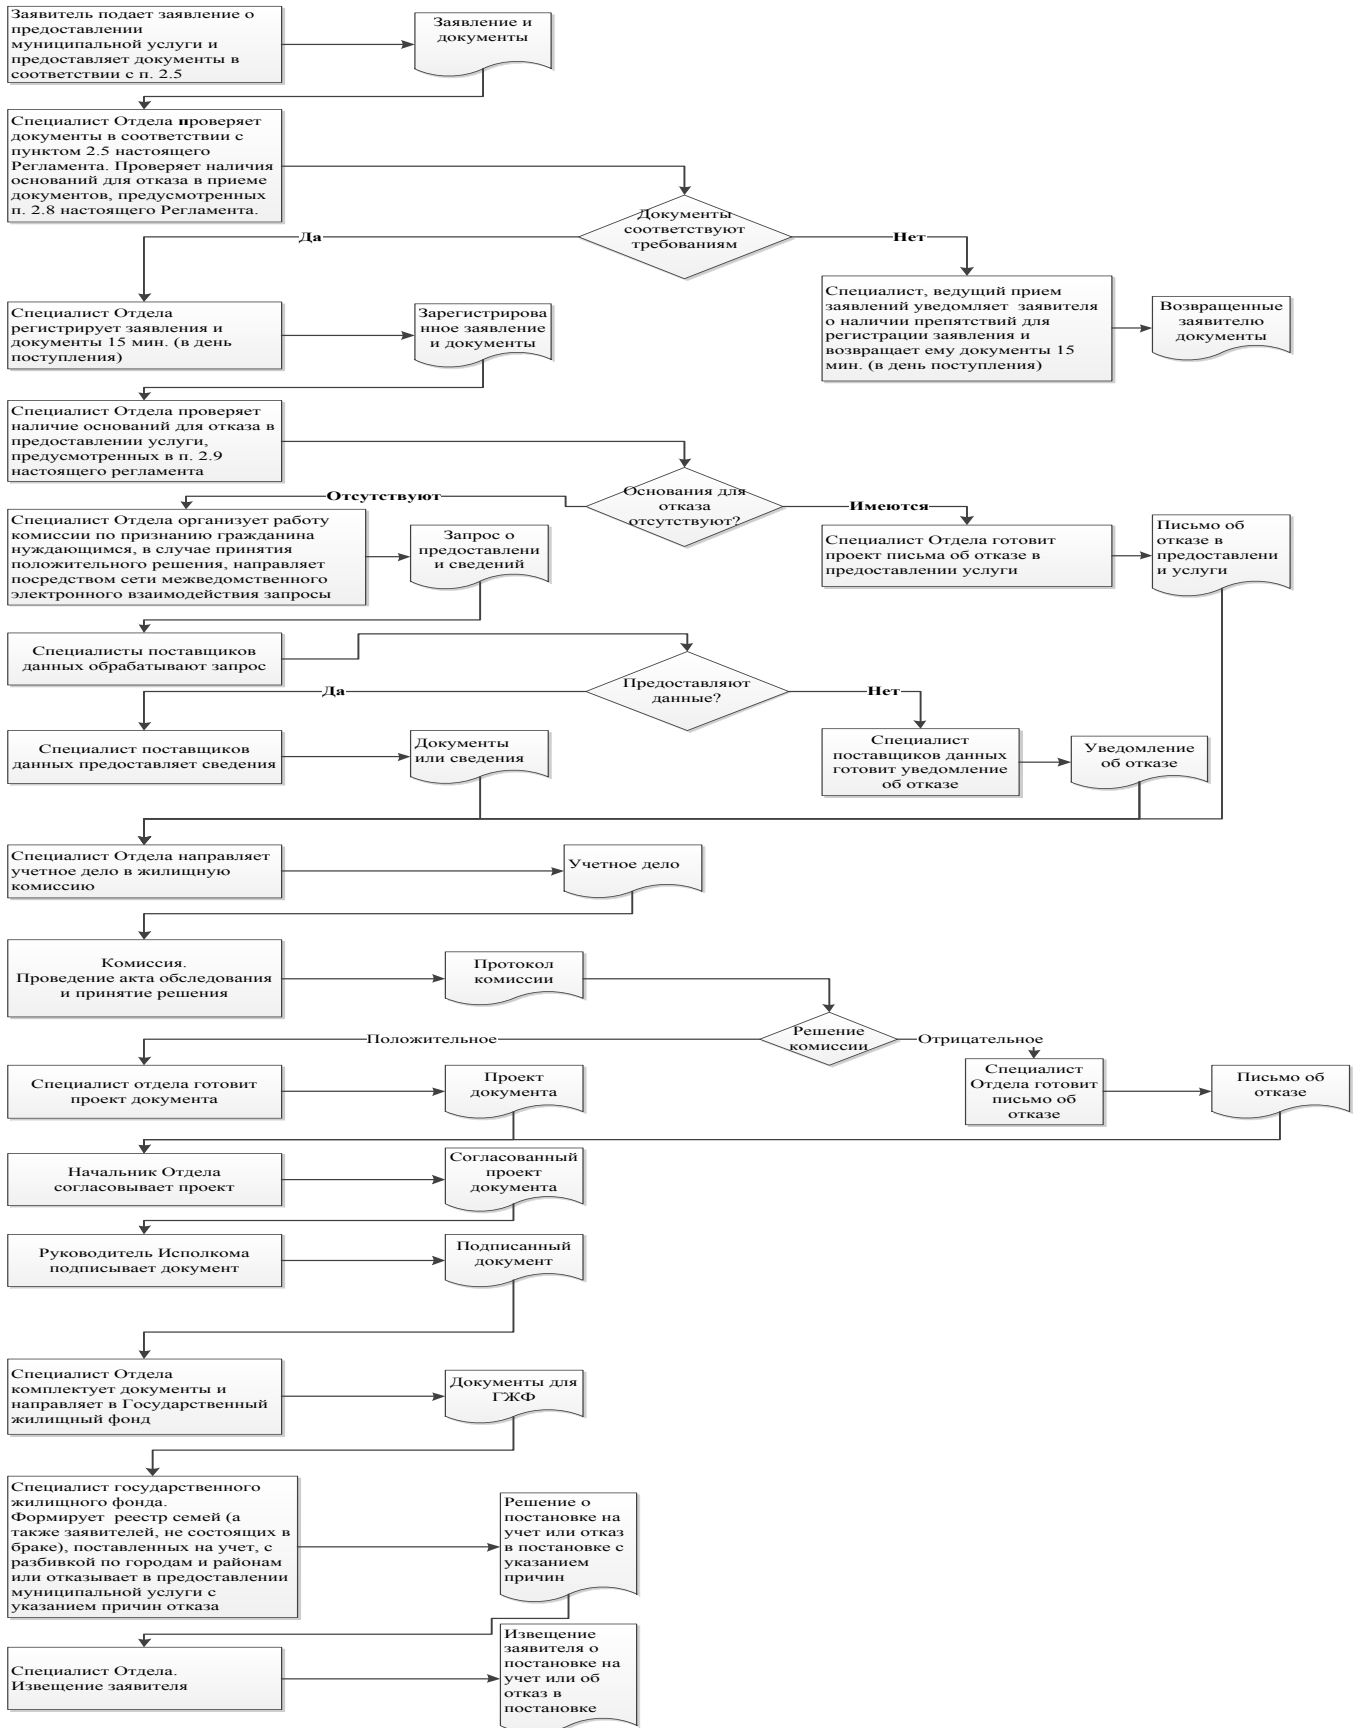 Заявитель подает заявление о
предоставлении
муниципальной услуги и
предоставляет документы в
соответствии с п. 2.5
Заявление и
документы
Специалист Отдела проверяет
документы в соответствии с
пунктом 2.5 настоящего
Регламента. Проверяет наличия
оснований для отказа в приеме
документов, предусмотренных
п. 2.8 настоящего Регламента.
Документы
соответствуют
требованиям
Да
Нет
Специалист Отдела
регистрирует заявления и
документы 15 мин. (в день
поступления)
Зарегистрирова
нное заявление
и документы
Специалист, ведущий прием
заявлений уведомляет заявителя
о наличии препятствий для
регистрации заявления и
возвращает ему документы 15
мин. (в день поступления)
Возвращенные
заявителю
документы
Специалист Отдела проверяет
наличие оснований для отказа в
предоставлении услуги,
предусмотренных в п. 2.9
настоящего регламента
Основания для
отказа
отсутствуют?
Отсутствуют
Имеются
Специалист Отдела организует работу
комиссии по признанию гражданина
нуждающимся, в случае принятия
положительного решения, направляет
посредством сети межведомственного
электронного взаимодействия запросы
Запрос о
предоставлени
и сведений
Специалист Отдела готовит
проект письма об отказе в
предоставлении услуги
Письмо об
отказе в
предоставлени
и услуги
Специалисты поставщиков
данных обрабатывают запрос
Предоставляют
данные?
Да
Нет
Специалист поставщиков
данных предоставляет сведения
Документы
или сведения
Специалист
поставщиков данных
готовит уведомление
об отказе
Уведомление
об отказе
Специалист Отдела направляет
учетное дело в жилищную
комиссию
Учетное дело
Комиссия.
Проведение акта обследования
и принятие решения
Протокол
комиссии
Решение
комиссии
Положительное
Отрицательное
Специалист отдела готовит
проект документа
Проект
документа
Специалист
Отдела готовит
письмо об
отказе
Письмо об
отказе
Начальник Отдела
согласовывает проект
Согласованный
проект
документа
Руководитель Исполкома
подписывает документ
Подписанный
документ
Специалист Отдела
комплектует документы и
направляет в Государственный
жилищный фонд
Документы для
ГЖФ
Специалист государственного
жилищного фонда.
Формирует реестр семей (а
также заявителей, не состоящих в
браке), поставленных на учет, с
разбивкой по городам и районам
или отказывает в предоставлении
муниципальной услуги с
указанием причин отказа
Решение о
постановке на
учет или отказ
в постановке с
указанием
причин
Специалист Отдела.
Извещение заявителя
Извещение
заявителя о
постановке на
учет или об
отказ в
постановке